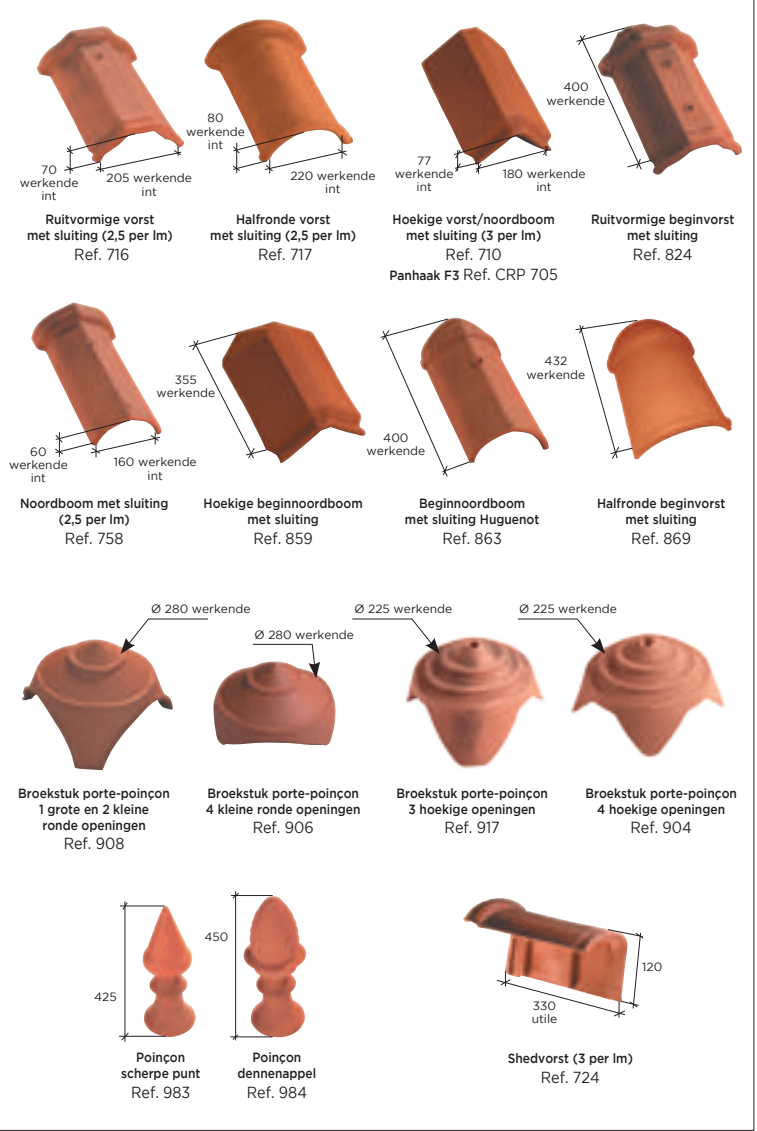 70
werkende
int
205 werkende
int
Ruitvormige vorst
met sluiting (2,5 per lm)
Ref. 716
80
werkende
int
220 werkende
int
Halfronde vorst
met sluiting (2,5 per lm)
Ref. 717
77
werkende
int
180 werkende
int
Hoekige vorst/noordboom
met sluiting (3 per lm)
Ref. 710
Panhaak F3 Ref. CRP 705
400
werkende
Ruitvormige beginvorst
met sluiting
Ref. 824
60
werkende
int
160 werkende
int
Noordboom met sluiting
(2,5 per lm)
Ref. 758
355
werkende
Hoekige beginnoordboom
met sluiting
Ref. 859
400
werkende
Beginnoordboom
met sluiting Huguenot
Ref. 863
432
werkende
Halfronde beginvorst
met sluiting
Ref. 869
Ø 280 werkende
Broekstuk porte-poinçon
1 grote en 2 kleine
ronde openingen
Ref. 908
Ø 280 werkende
Broekstuk porte-poinçon
4 kleine ronde openingen
Ref. 906
Ø 225 werkende
Broekstuk porte-poinçon
3 hoekige openingen
Ref. 917
Ø 225 werkende
Broekstuk porte-poinçon
4 hoekige openingen
Ref. 904
425
Poinçon
scherpe punt
Ref. 983
450
Poinçon
dennenappel
Ref. 984
120
330
utile
Shedvorst (3 per lm)
Ref. 724